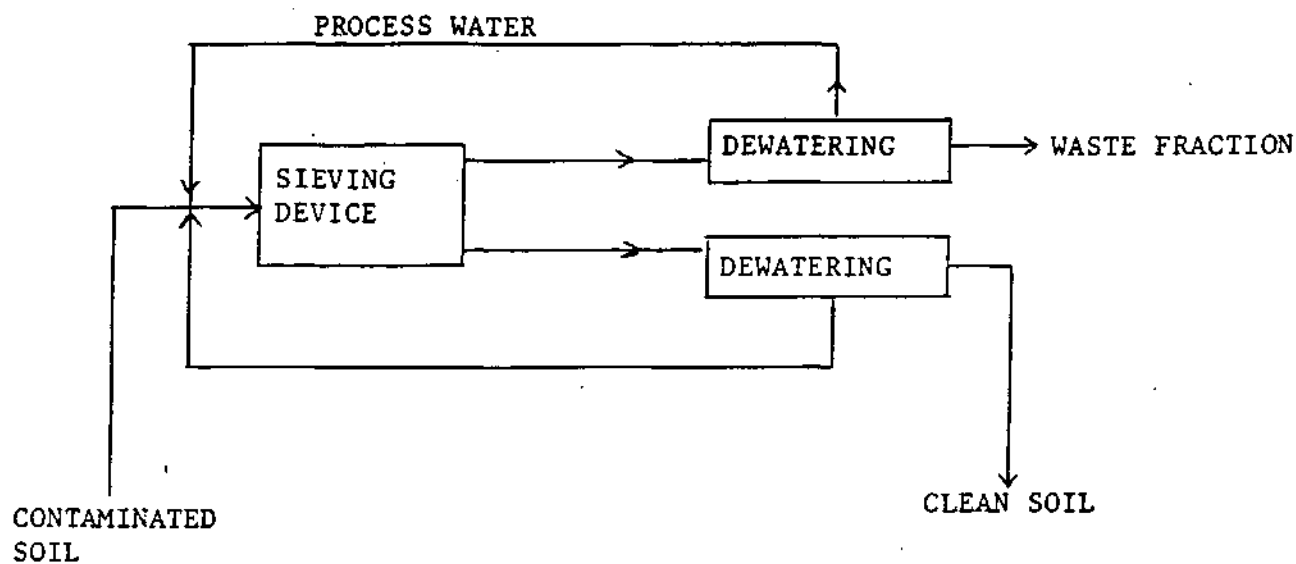 PROCESS WATER
DEWATERING
WASTE FRACTION
SIEVING
DEVICE
DEWATERING
CLEAN SOIL
CONTAMINATED
SOIL